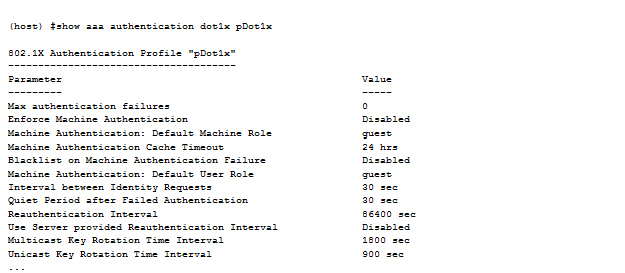 (host) #show aaa authentication dot1x pDot1x
802.1X Authentication Profile "pDot1x"
--------------------------------------
Parameter Value
--------- -----
Max authentication failures 0
Enforce Machine Authentication Disabled
Machine Authentication: Default Machine Role guest
Machine Authentication Cache Timeout 24 hrs
Blacklist on Machine Authentication Failure Disabled
Machine Authentication: Default User Role guest
Interval between Identity Requests 30 sec
Quiet Period after Failed Authentication 30 sec
Reauthentication Interval 86400 sec
Use Server provided Reauthentication Interval Disabled
Multicast Key Rotation Time Interval 1800 sec
Unicast Key Rotation Time Interval 900 sec
...